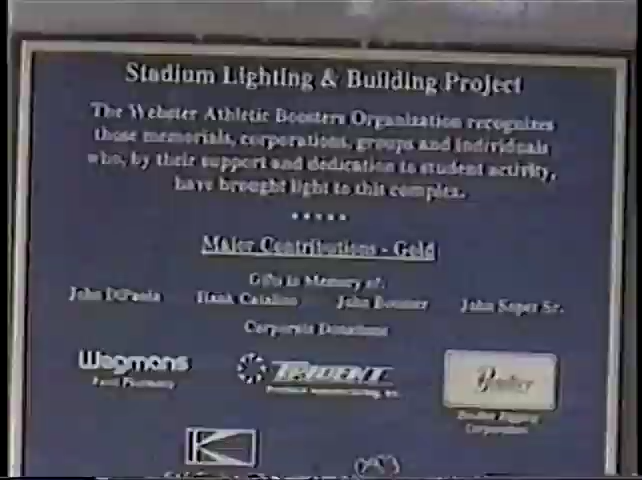 Stadium Lighting & Building Project
The Webster Athletic Boosters Organization recognizes
those memorials, corporations, groups and individuals
who, by their support and dedication to student activity,
have brought light to this complex.
Major Contributions - Gold
Gifts in Memory of:
John DiPaola Hank Catalino John Boomer John Soper Sr.
Corporate Donations
Wegmans
Food Pharmacy
TRIDENT
Corporation